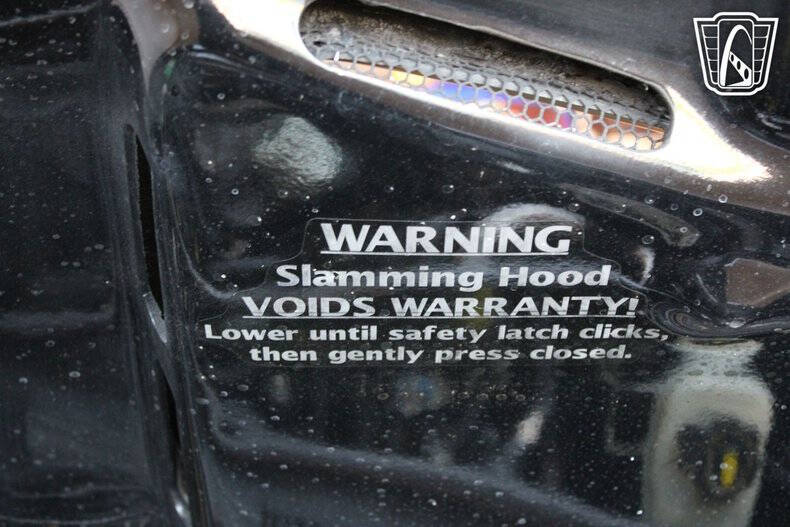 WARNING
Slamming Hood
VOIDS WARRANTY!
Lower until safety latch clicks,
then gently press closed.